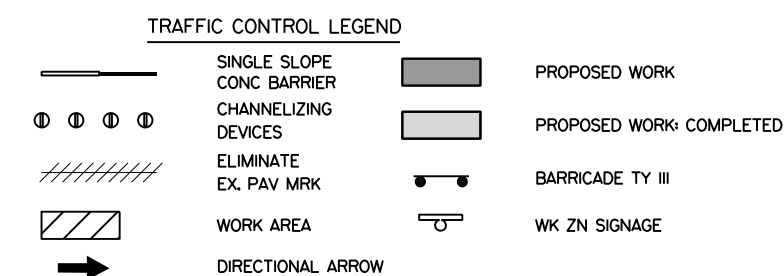 TRAFFIC CONTROL LEGEND
SINGLE SLOPE
CONC BARRIER
CHANNELIZING
DEVICES
ELIMINATE
EX. PAV MRK
WORK AREA
DIRECTIONAL ARROW
PROPOSED WORK
PROPOSED WORK: COMPLETED
BARRICADE TY III
WK ZN SIGNAGE